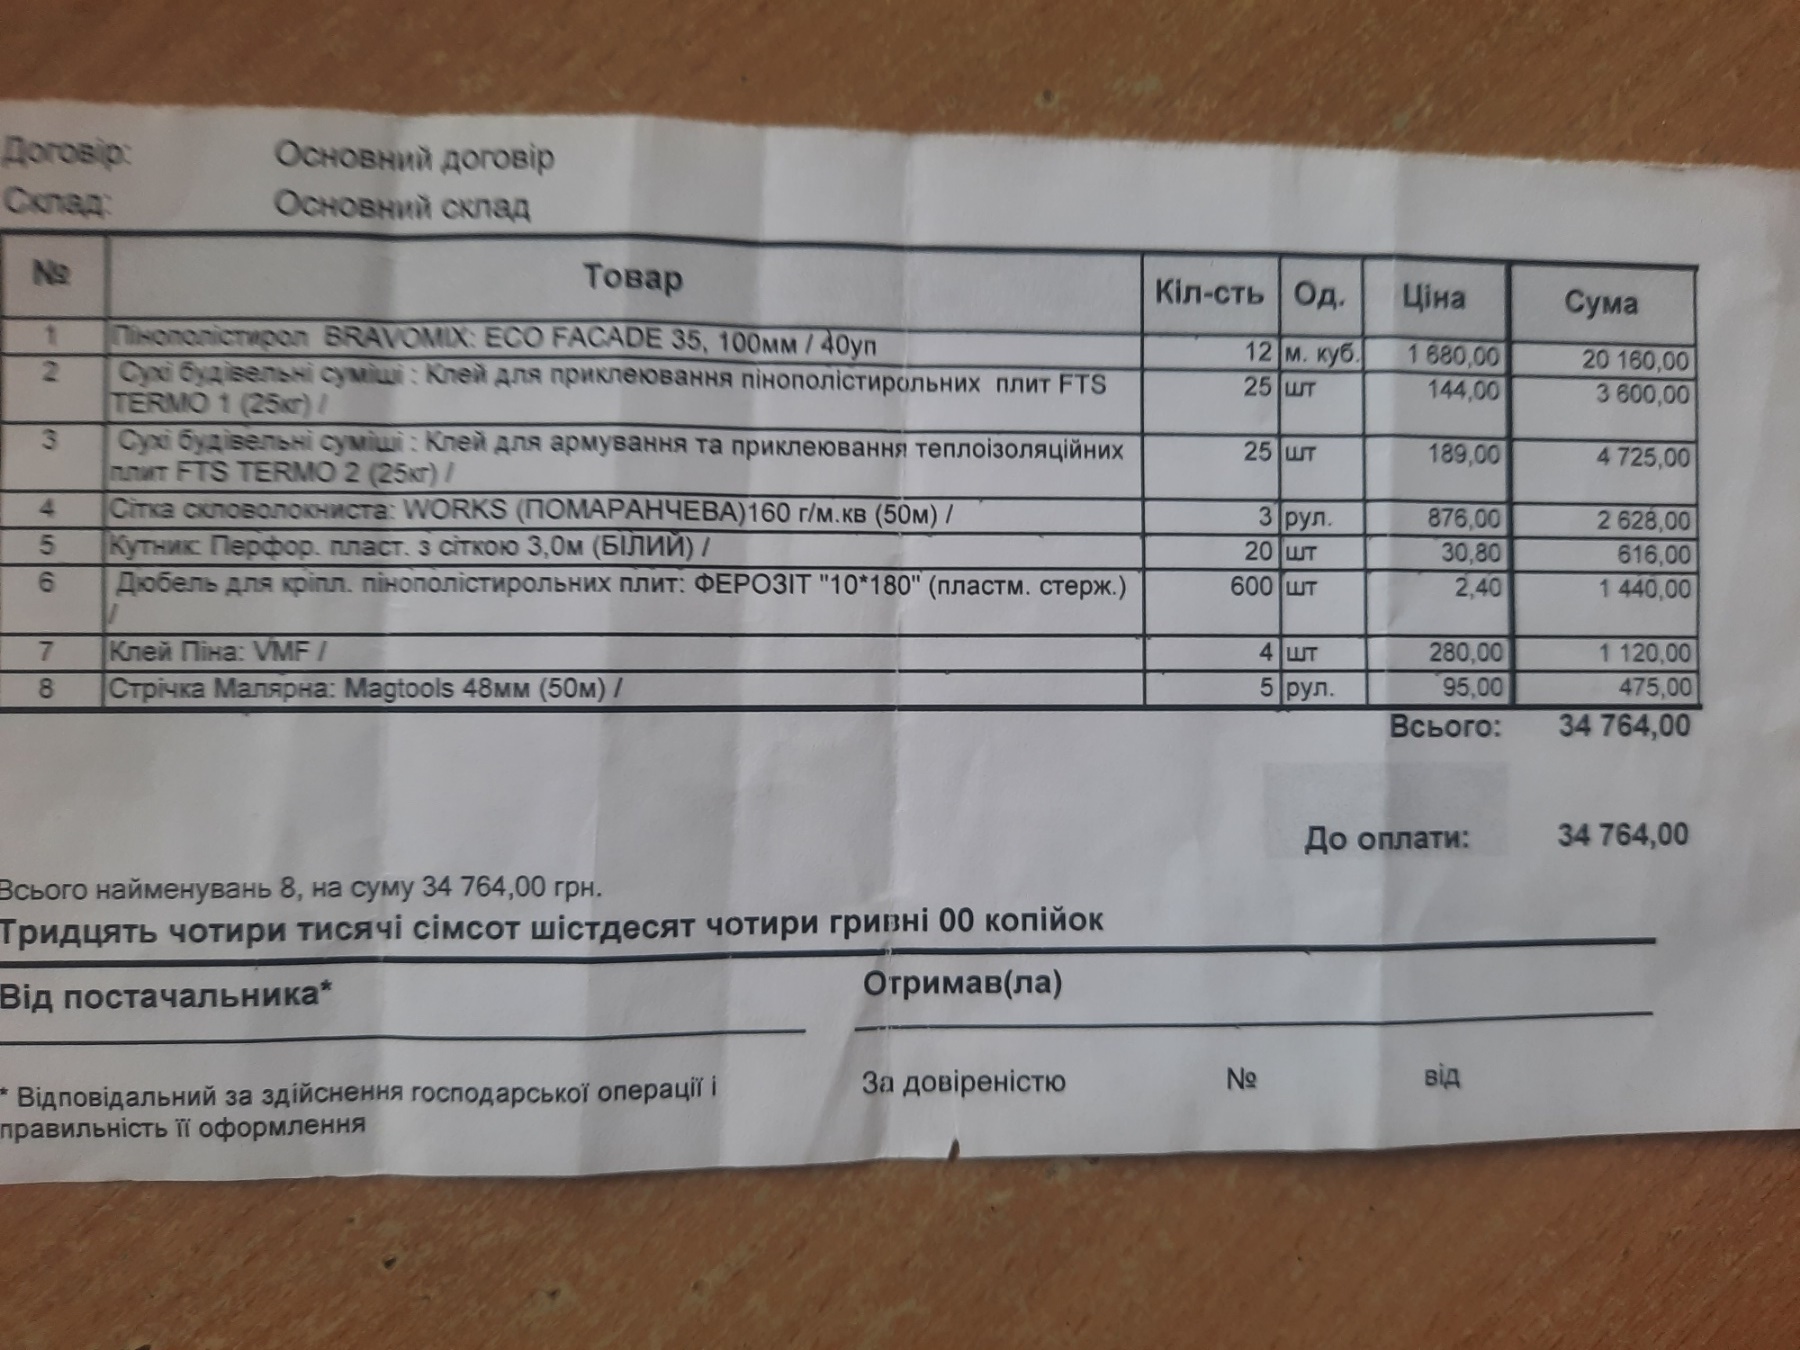 Договір: Основний договір
Склад: Основний склад
№ Товар Кіл-сть Од. Ціна Сума
1 Пінополістирол BRAVOMIX: ECO FACADE 35, 100мм / 40уп 12 м. куб. 1 680,00 20 160,00
2 Сухі будівельні суміші : Клей для приклеювання пінополістирольних плит FTS 25 шт 144,00 3 600,00
TERMO 1 (25кг) /
3 Сухі будівельні суміші : Клей для армування та приклеювання теплоізоляційних 25 шт 189,00 4 725,00
плит FTS TERMO 2 (25кг) /
4 Сітка скловолокниста: WORKS (ПОМАРАНЧЕВА)160 г/м.кв (50м) / 3 рул. 876,00 2 628,00
5 Кутник: Перфор. пласт. з сіткою 3,0м (БІЛИЙ) / 20 шт 30,80 616,00
6 Дюбель для кріпл. пінополістирольних плит: ФЕРОЗІТ "10*180" (пластм. стерж.) 600 шт 2,40 1 440,00
/
7 Клей Піна: VMF / 4 шт 280,00 1 120,00
8 Стрічка Малярна: Magtools 48мм (50м) / 5 рул. 95,00 475,00
Всього: 34 764,00
До оплати: 34 764,00
Всього найменувань 8, на суму 34 764,00 грн.
Тридцять чотири тисячі сімсот шістдесят чотири гривні 00 копійок
Від постачальника* Отримав(ла)
За довіреністю № від
* Відповідальний за здійснення господарської операції і
правильність її оформлення